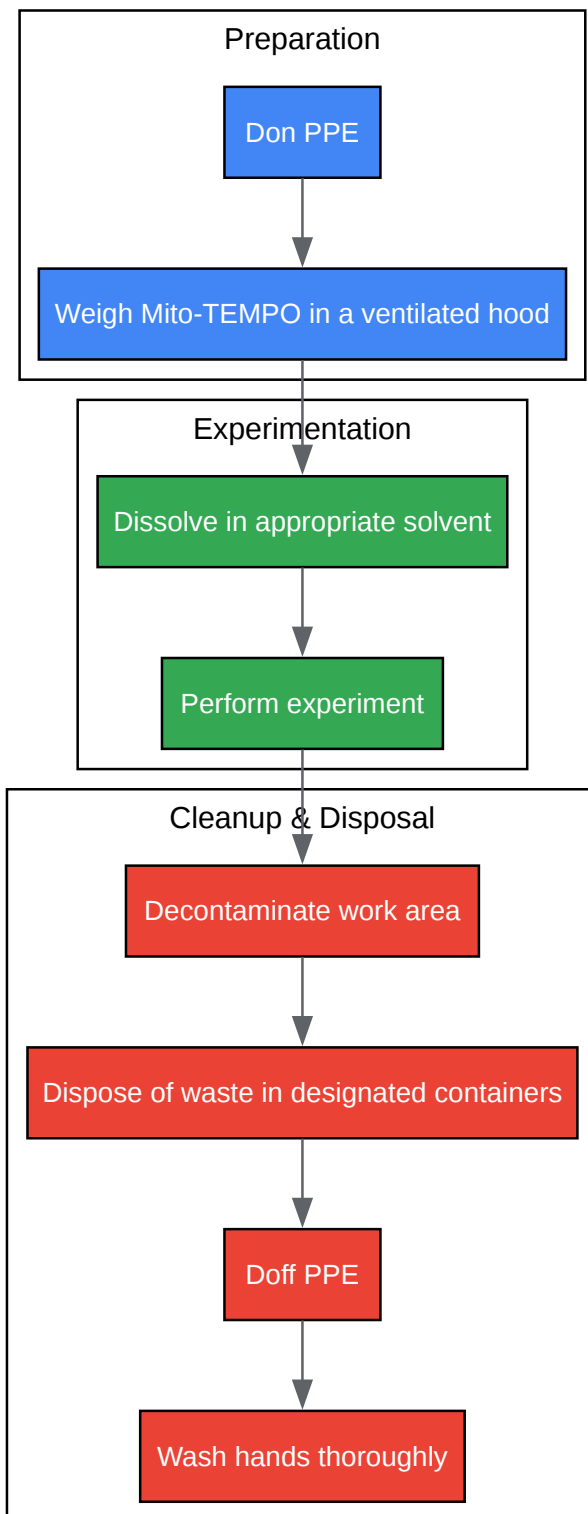 Preparation
Don PPE
Weigh Mito-TEMPO in a ventilated hood
Experimentation
Dissolve in appropriate solvent
Perform experiment
Cleanup & Disposal
Decontaminate work area
Dispose of waste in designated containers
Doff PPE
Wash hands thoroughly